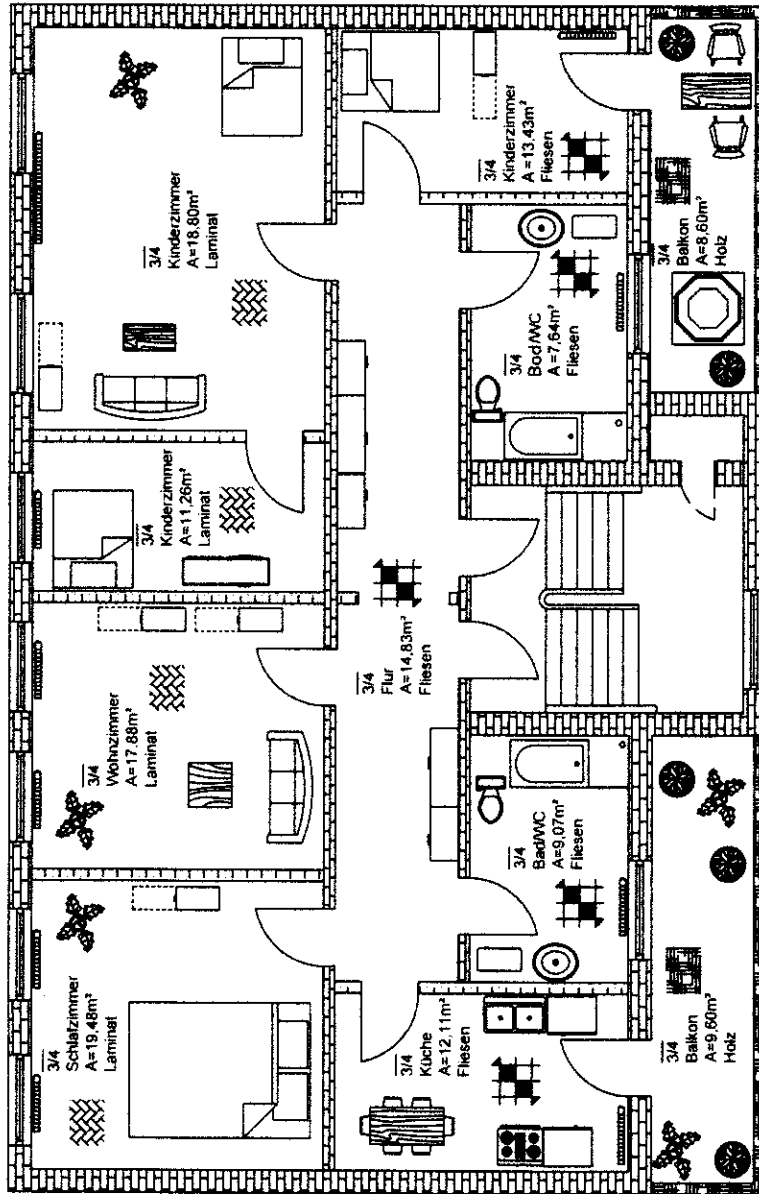 3/4
Schlafzimmer
A=19.48m²
Laminat
3/4
Wohnzimmer
A=17.88m²
Laminat
3/4
Kinderzimmer
A=11,26m²
Laminat
3/4
Kinderzimmer
A=18.80m²
Laminat
3/4
Küche
A=12,11m²
Fliesen
3/4
Flur
A=14,83m²
Fliesen
3/4
Kinderzimmer
A=13,43m²
Fliesen
3/4
Bad/WC
A=9,07m²
Fliesen
3/4
Bod/WC
A=7,64m²
Fliesen
3/4
Balkon
A=9,60m²
Holz
3/4
Balkon
A=8,60m²
Holz